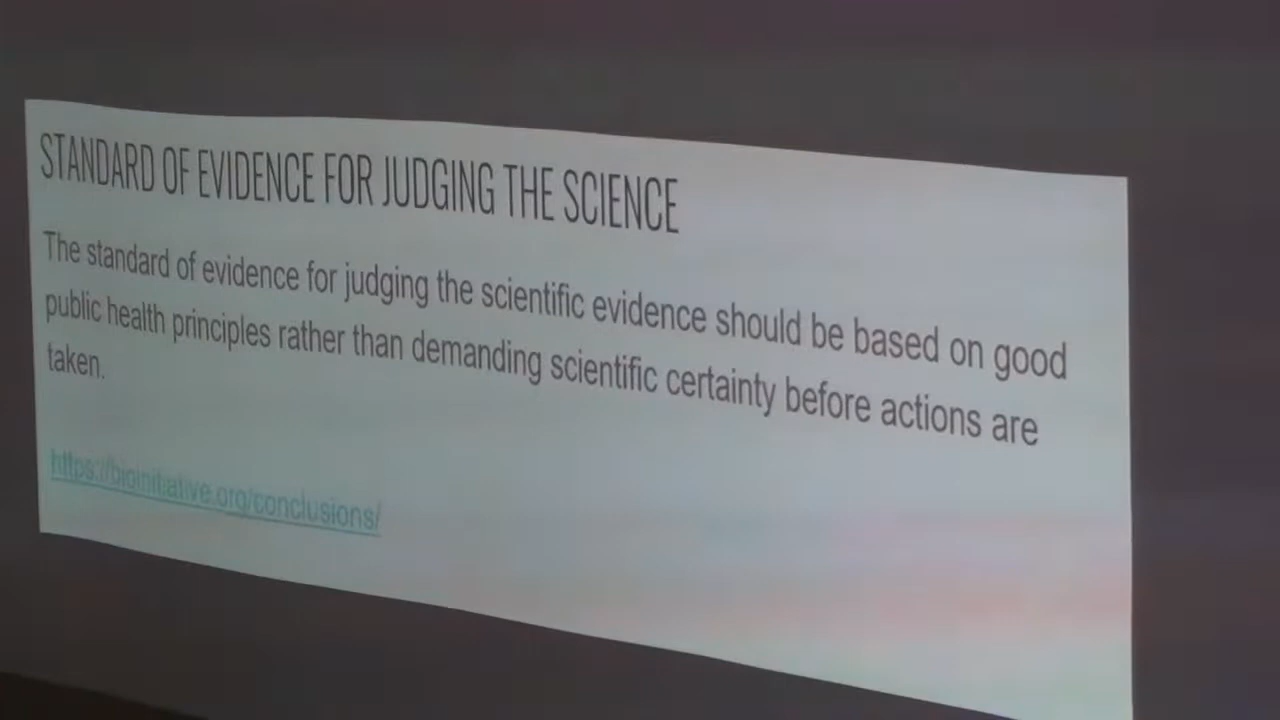 STANDARD OF EVIDENCE FOR JUDGING THE SCIENCE
The standard of evidence for judging the scientific evidence should be based on good
public health principles rather than demanding scientific certainty before actions are
taken.
https://bioinitiative.org/conclusions/